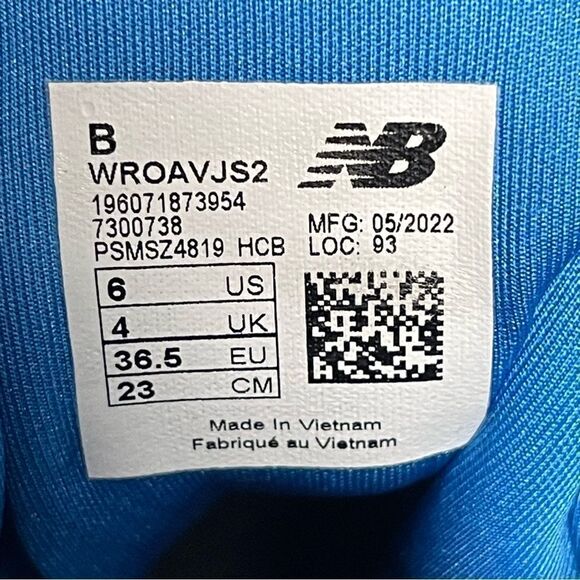 B
NB
WROAVJS2
196071873954
7300738
MFG: 05/2022
PSMSZ4819 HCB
LOC: 93
6 US
4 UK
36.5 EU
23 CM
Made In Vietnam
Fabriqué au Vietnam